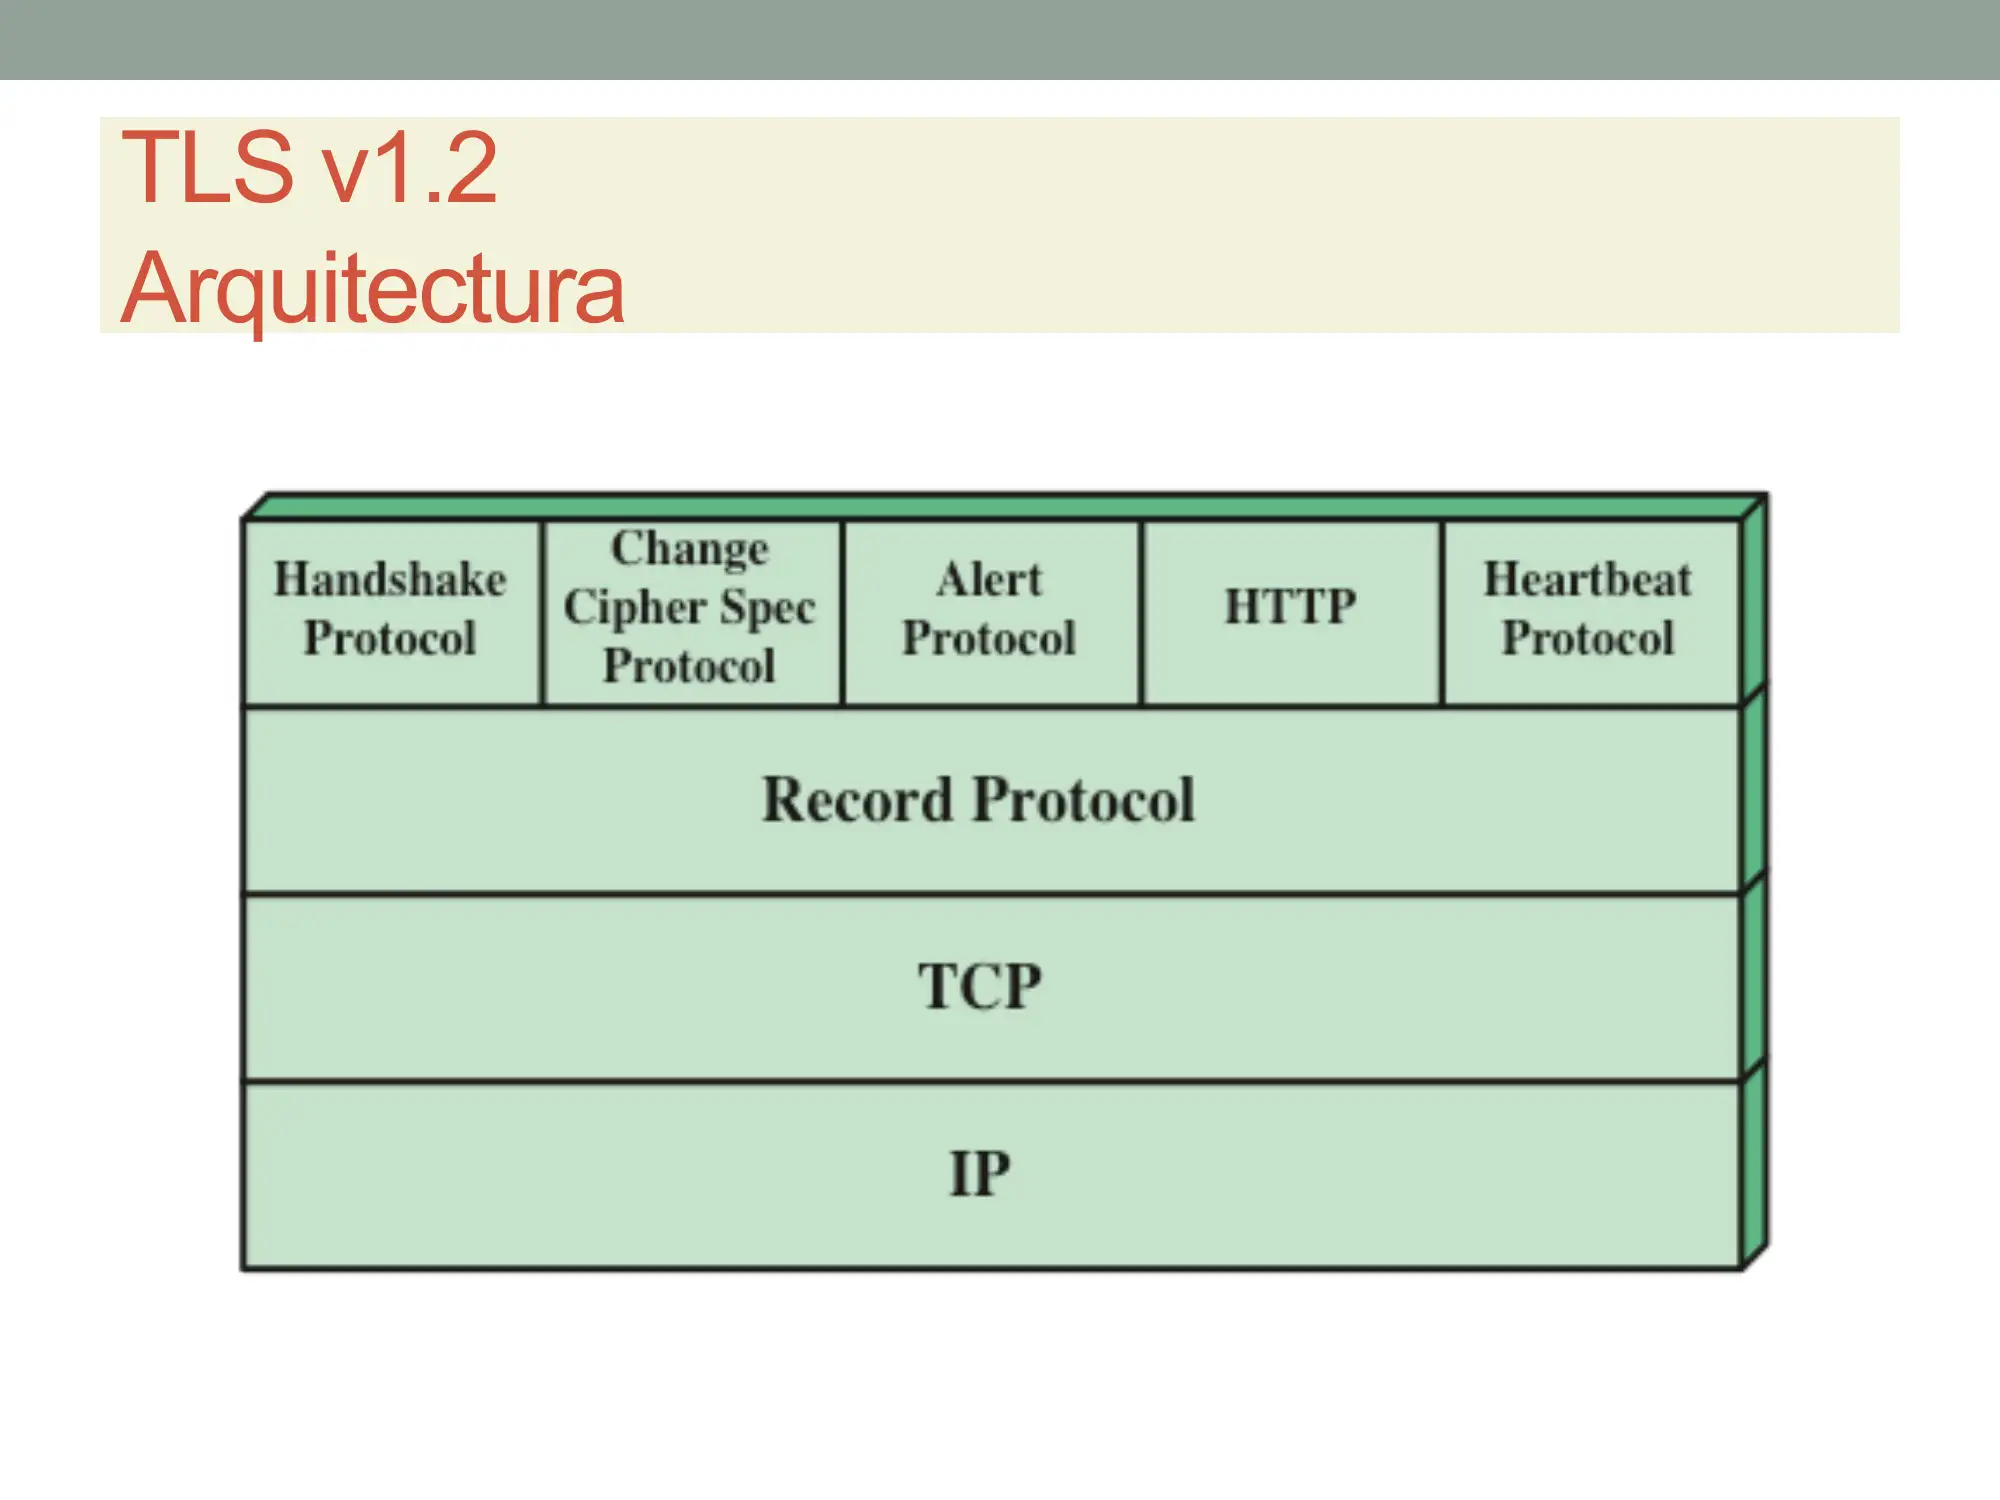 TLS v1.2
Arquitectura
Handshake
Protocol
Change
Cipher Spec
Protocol
Alert
Protocol
HTTP
Heartbeat
Protocol
Record Protocol
TCP
IP